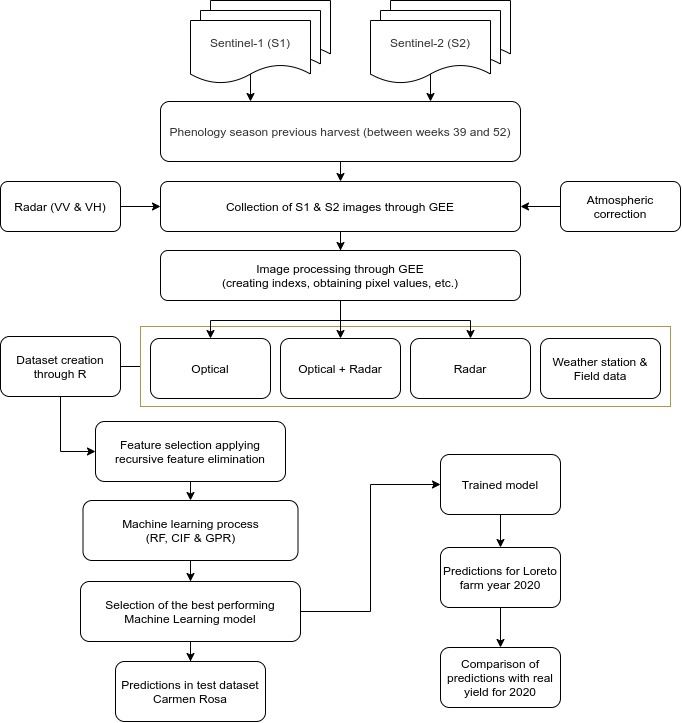 Sentinel-1 (S1)
Sentinel-2 (S2)
Phenology season previous harvest (between weeks 39 and 52)
Radar (VV & VH)
Collection of S1 & S2 images through GEE
Atmospheric
correction
Image processing through GEE
(creating indexs, obtaining pixel values, etc.)
Dataset creation
through R
Optical
Optical + Radar
Radar
Weather station &
Field data
Feature selection applying
recursive feature elimination
Machine learning process
(RF, CIF & GPR)
Selection of the best performing
Machine Learning model
Predictions in test dataset
Carmen Rosa
Trained model
Predictions for Loreto
farm year 2020
Comparison of
predictions with real
yield for 2020